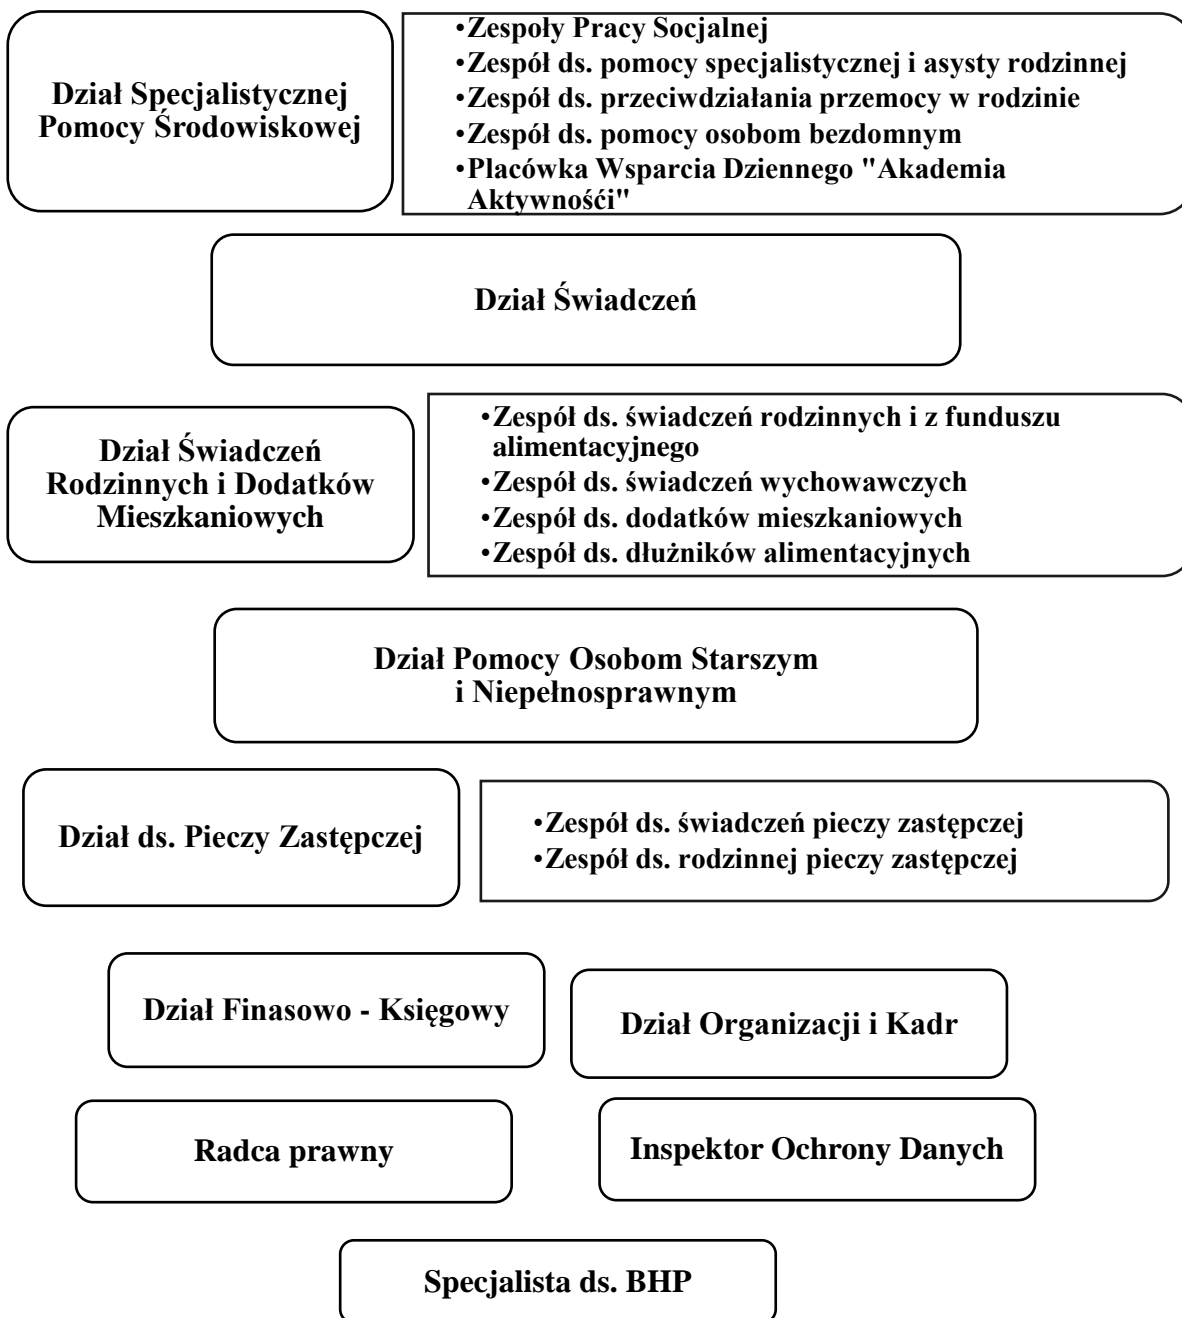 Dział Specjalistycznej
Pomocy Środowiskowej
•Zespoły Pracy Socjalnej
•Zespół ds. pomocy specjalistycznej i asysty rodzinnej
•Zespół ds. przeciwdziałania przemocy w rodzinie
•Zespół ds. pomocy osobom bezdomnym
•Placówka Wsparcia Dziennego "Akademia
Aktywnośći"
Dział Świadczeń
Dział Świadczeń
Rodzinnych i Dodatków
Mieszkaniowych
•Zespół ds. świadczeń rodzinnych i z funduszu
alimentacyjnego
•Zespół ds. świadczeń wychowawczych
•Zespół ds. dodatków mieszkaniowych
•Zespół ds. dłużników alimentacyjnych
Dział Pomocy Osobom Starszym
i Niepełnosprawnym
Dział ds. Pieczy Zastępczej
•Zespół ds. świadczeń pieczy zastępczej
•Zespół ds. rodzinnej pieczy zastępczej
Dział Finasowo - Księgowy
Dział Organizacji i Kadr
Radca prawny
Inspektor Ochrony Danych
Specjalista ds. BHP